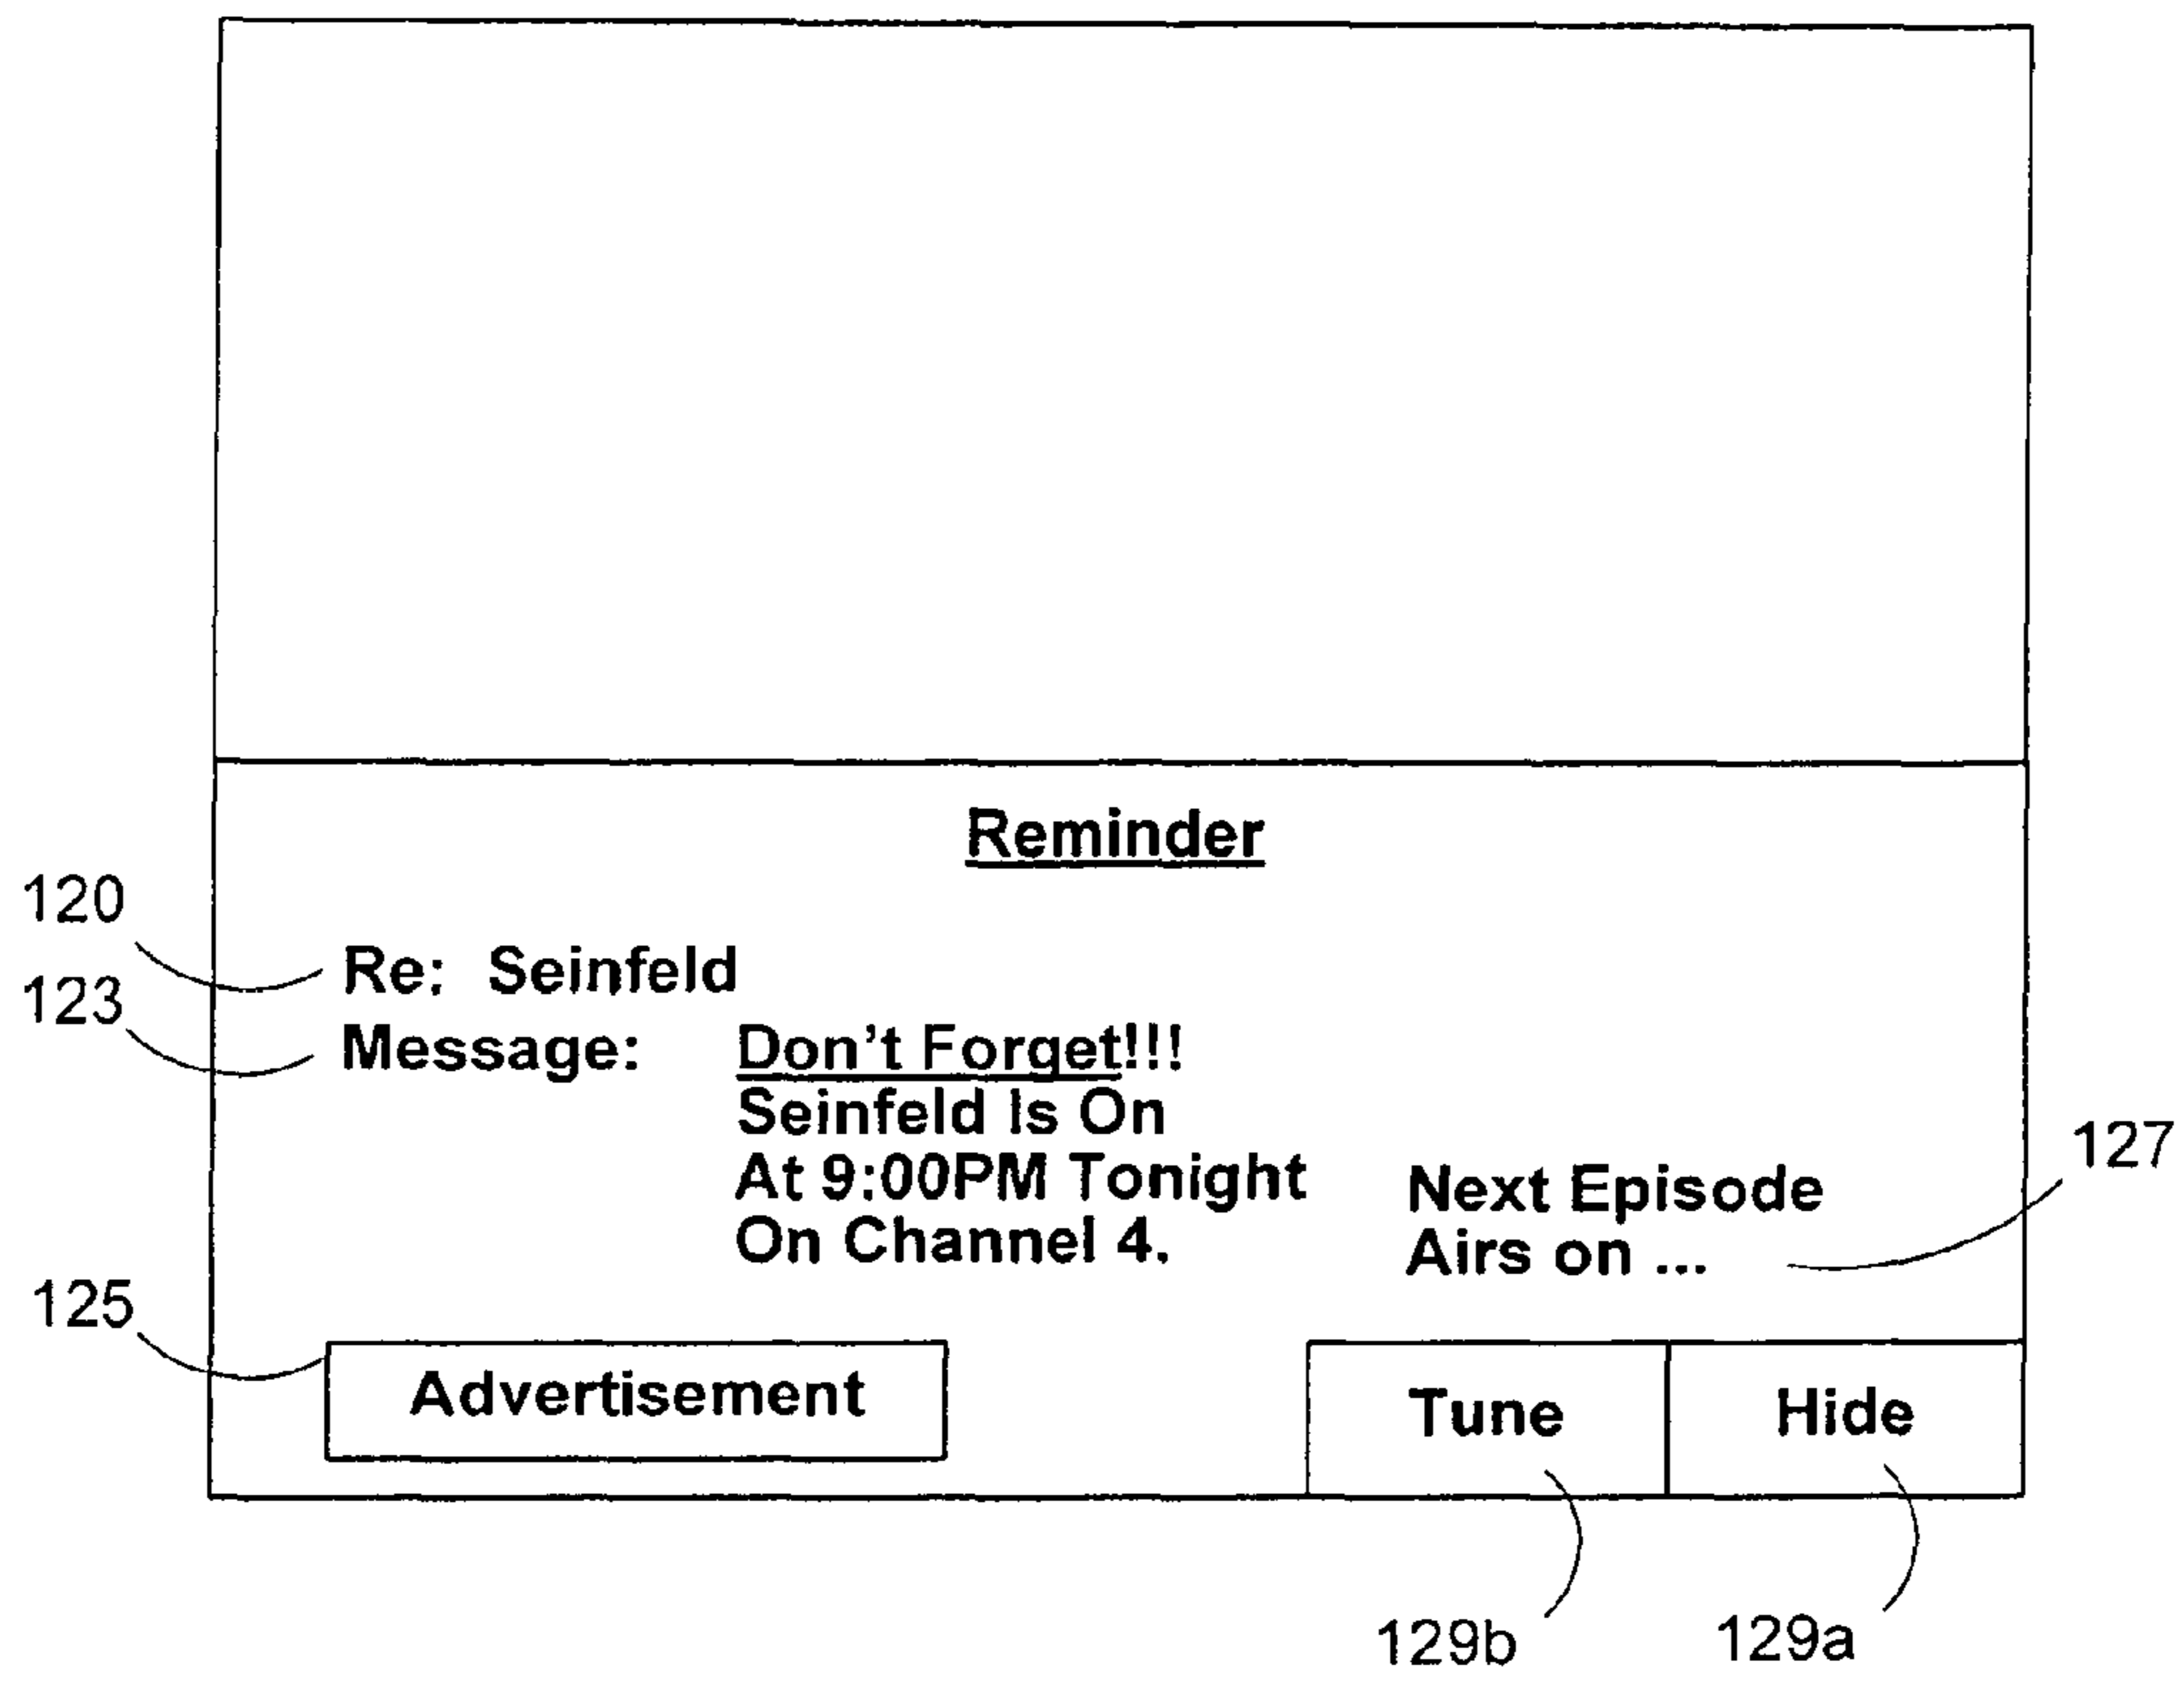 Reminder
120
Re: Seinfeld
123
Message: Don't Forget!!!
Seinfeld Is On
At 9:00PM Tonight
On Channel 4.
127
Next Episode
Airs on ...
125
Advertisement
Tune
Hide
129b
129a